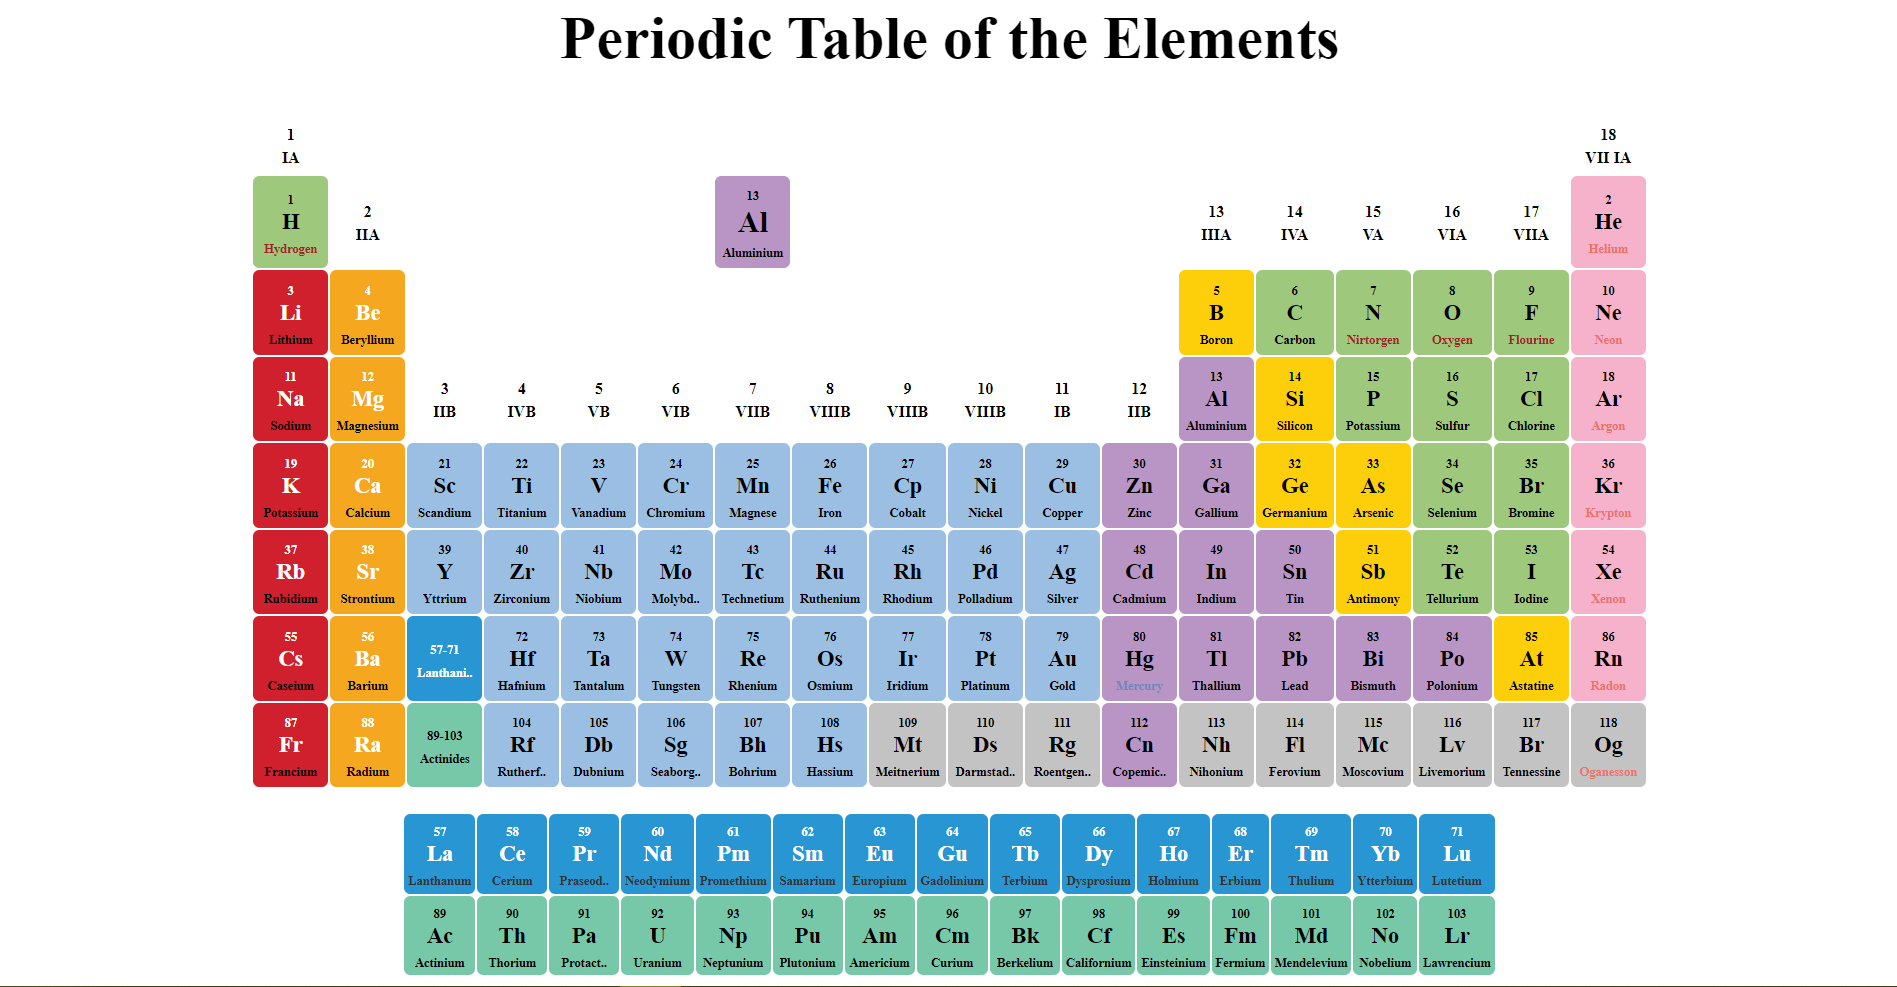 Periodic Table of the Elements
1 18
IA VII IA
1 13 2
H 2 Al 13 14 15 16 17 He
Hydrogen IIA Aluminium IIIA IVA VA VIA VIIA Helium
3 4 5 6 7 8 9 10
Li Be B C N O F Ne
Lithium Beryllium Boron Carbon Nirtorgen Oxygen Flourine Neon
11 12 13 14 15 16 17 18
Na Mg 3 4 5 6 7 8 9 10 11 12 Al Si P S Cl Ar
Sodium Magnesium IIB IVB VB VIB VIIB VIIIB VIIIB VIIIB IB IIB Aluminium Silicon Potassium Sulfur Chlorine Argon
19 20 21 22 23 24 25 26 27 28 29 30 31 32 33 34 35 36
K Ca Sc Ti V Cr Mn Fe Cp Ni Cu Zn Ga Ge As Se Br Kr
Potassium Calcium Scandium Titanium Vanadium Chromium Magnese Iron Cobalt Nickel Copper Zinc Gallium Germanium Arsenic Selenium Bromine Krypton
37 38 39 40 41 42 43 44 45 46 47 48 49 50 51 52 53 54
Rb Sr Y Zr Nb Mo Tc Ru Rh Pd Ag Cd In Sn Sb Te I Xe
Rubidium Strontium Yttrium Zirconium Niobium Molybd.. Technetium Ruthenium Rhodium Polladium Silver Cadmium Indium Tin Antimony Tellurium Iodine Xenon
55 56 57-71 72 73 74 75 76 77 78 79 80 81 82 83 84 85 86
Cs Ba Lanthani.. Hf Ta W Re Os Ir Pt Au Hg Tl Pb Bi Po At Rn
Caseium Barium Hafnium Tantalum Tungsten Rhenium Osmium Iridium Platinum Gold Mercury Thallium Lead Bismuth Polonium Astatine Radon
87 88 89-103 104 105 106 107 108 109 110 111 112 113 114 115 116 117 118
Fr Ra Actinides Rf Db Sg Bh Hs Mt Ds Rg Cn Nh Fl Mc Lv Br Og
Francium Radium Rutherf.. Dubnium Seaborg.. Bohrium Hassium Meitnerium Darmstad.. Roentgen.. Copemic.. Nihonium Ferovium Moscovium Livemorium Tennessine Oganesson
57 58 59 60 61 62 63 64 65 66 67 68 69 70 71
La Ce Pr Nd Pm Sm Eu Gu Tb Dy Ho Er Tm Yb Lu
Lanthanum Cerium Praseod.. Neodymium Promethium Samarium Europium Gadolinium Terbium Dysprosium Holmium Erbium Thulium Ytterbium Lutetium
89 90 91 92 93 94 95 96 97 98 99 100 101 102 103
Ac Th Pa U Np Pu Am Cm Bk Cf Es Fm Md No Lr
Actinium Thorium Protact.. Uranium Neptunium Plutonium Americium Curium Berkelium Californium Einsteinium Fermium Mendelevium Nobelium Lawrencium